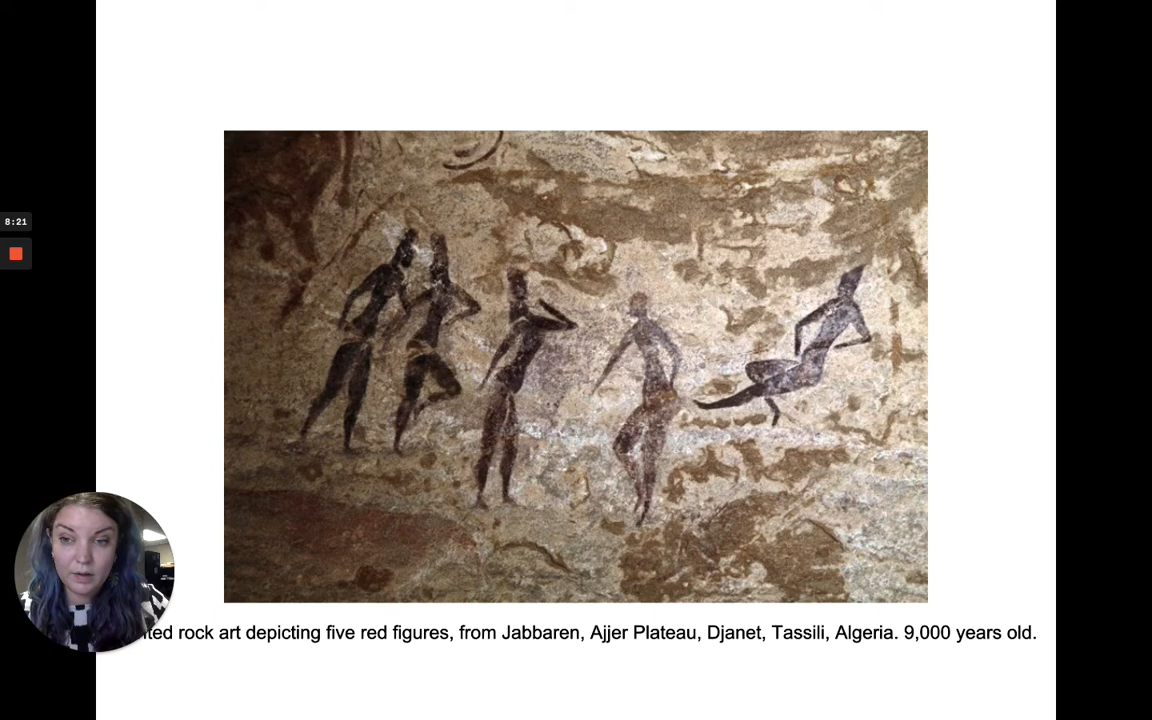 8:21
rock art depicting five red figures, from Jabbaren, Ajjer Plateau, Djanet, Tassili, Algeria. 9,000 years old.